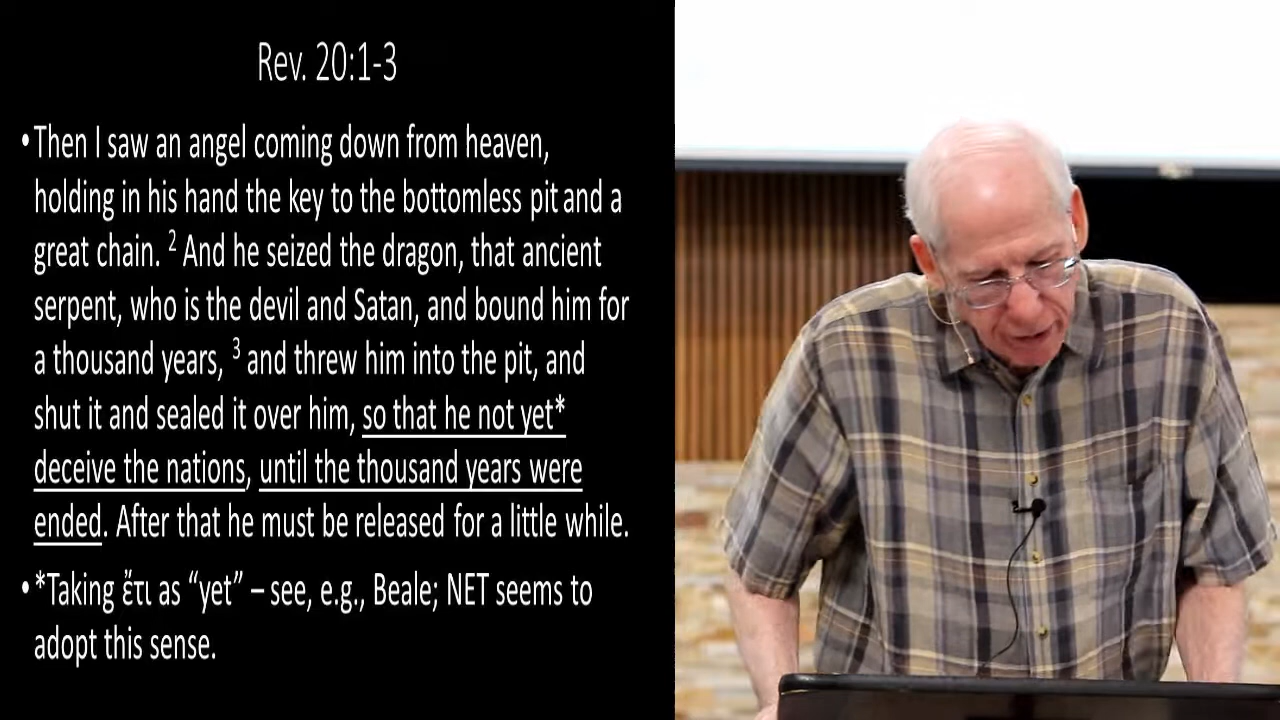 Rev. 20:1-3
•Then I saw an angel coming down from heaven,
holding in his hand the key to the bottomless pit and a
great chain. ² And he seized the dragon, that ancient
serpent, who is the devil and Satan, and bound him for
a thousand years, ³ and threw him into the pit, and
shut it and sealed it over him, so that he not yet*
deceive the nations, until the thousand years were
ended. After that he must be released for a little while.
•*Taking ἔτι as “yet” – see, e.g., Beale; NET seems to
adopt this sense.